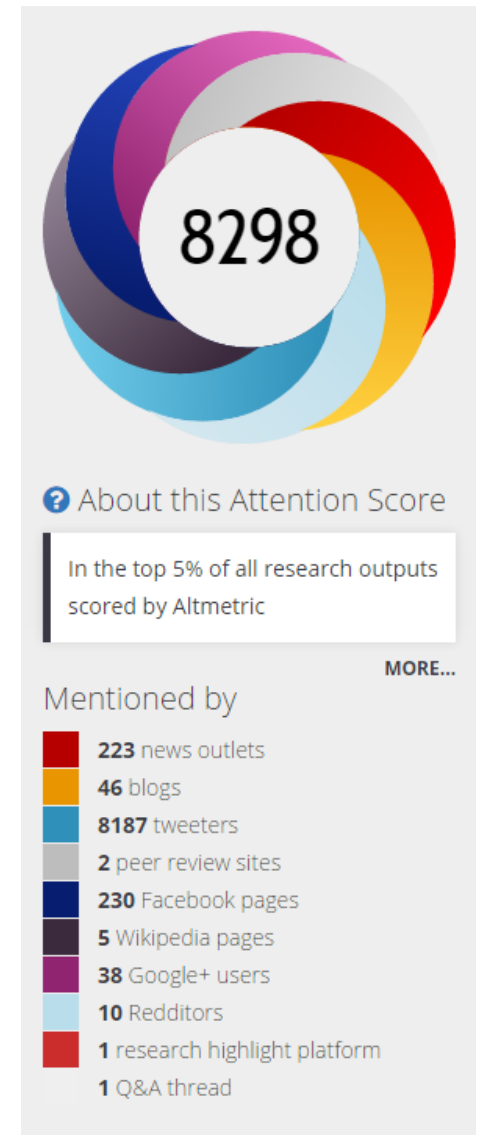 8298
About this Attention Score
In the top 5% of all research outputs
scored by Altmetric
MORE...
Mentioned by
223 news outlets
46 blogs
8187 tweeters
2 peer review sites
230 Facebook pages
5 Wikipedia pages
38 Google+ users
10 Redditors
1 research highlight platform
1 Q&A thread